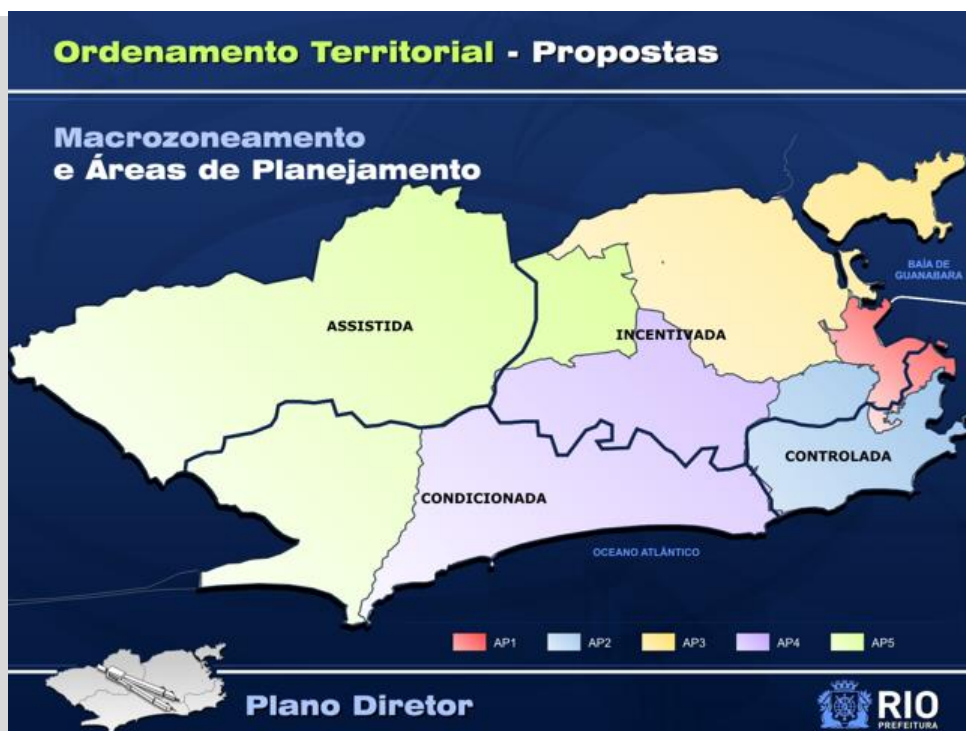 Ordenamento Territorial - Propostas
Macrozoneamento
e Áreas de Planejamento
BAÍA DE
GUANABARA
ASSISTIDA
INCENTIVADA
CONTROLADA
CONDICIONADA
OCEANO ATLÂNTICO
AP1 AP2 AP3 AP4 AP5
Plano Diretor
RIO
PREFEITURA